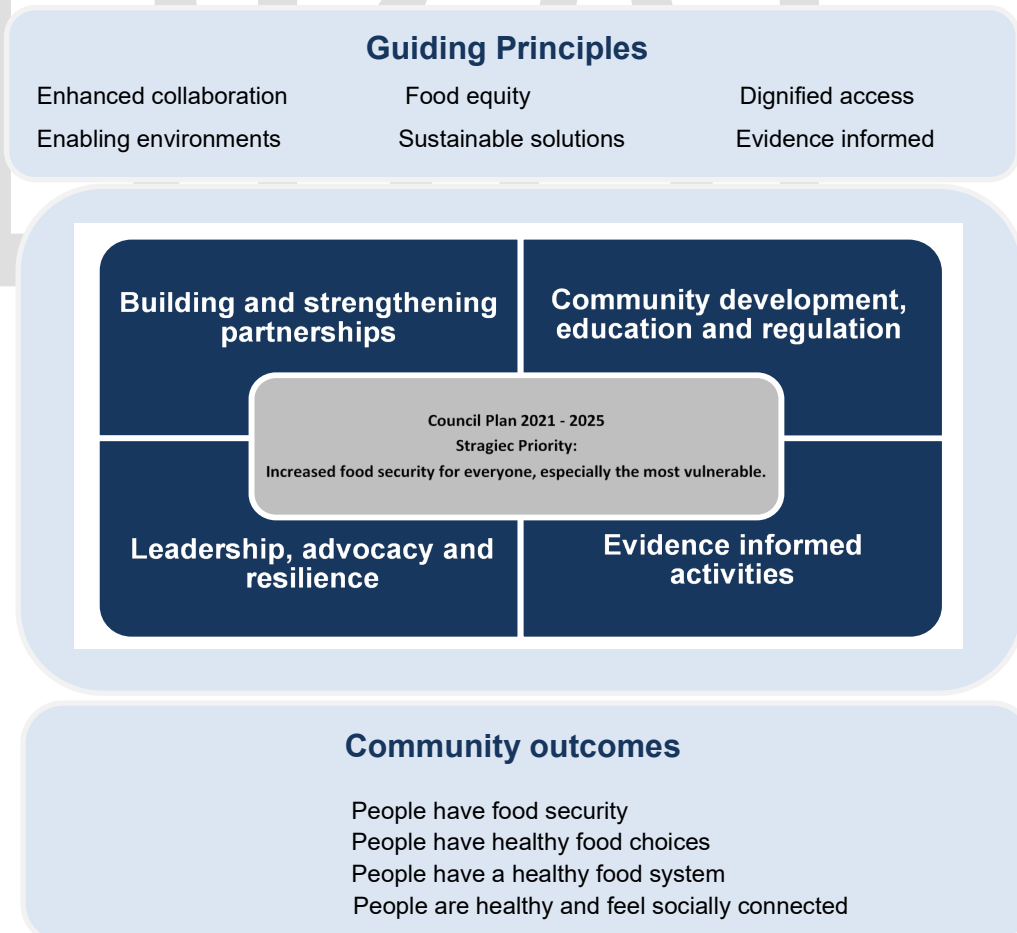 Guiding Principles
Enhanced collaboration Food equity Dignified access
Enabling environments Sustainable solutions Evidence informed
Building and strengthening
partnerships
Community development,
education and regulation
Council Plan 2021 - 2025
Stragiec Priority:
Increased food security for everyone, especially the most vulnerable.
Leadership, advocacy and
resilience
Evidence informed
activities
Community outcomes
People have food security
People have healthy food choices
People have a healthy food system
People are healthy and feel socially connected